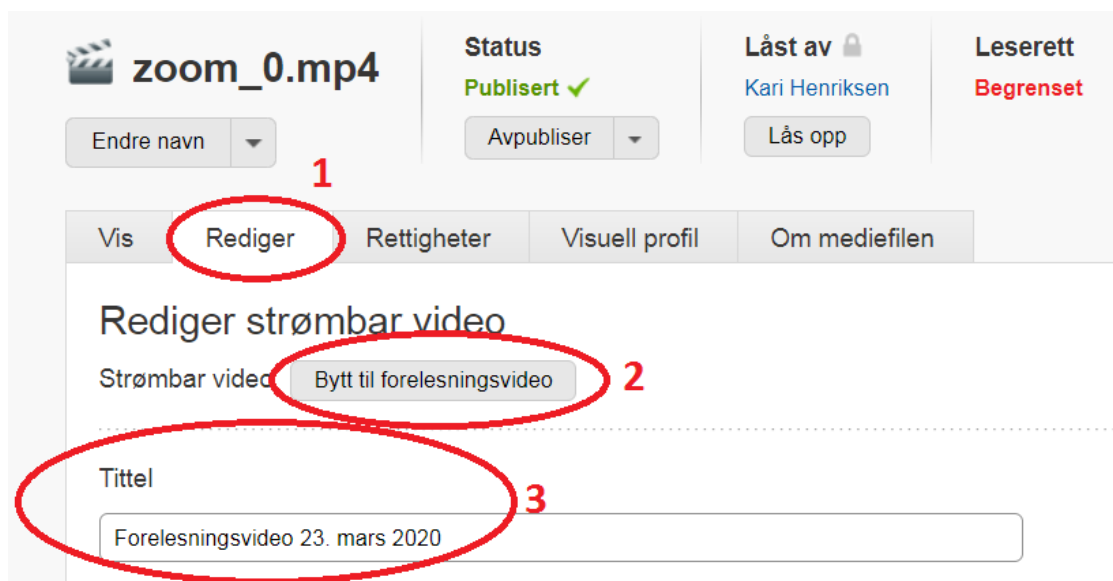 zoom_0.mp4
Status
Låst av
Leserett
Publisert
Kari Henriksen
Begrenset
Endre navn
Avpubliser
Lås opp
1
Vis
Rediger
Rettigheter
Visuell profil
Om mediefilen
Rediger strømbar video
Strømbar video
Bytt til forelesningsvideo
2
Tittel
3
Forelesningsvideo 23. mars 2020